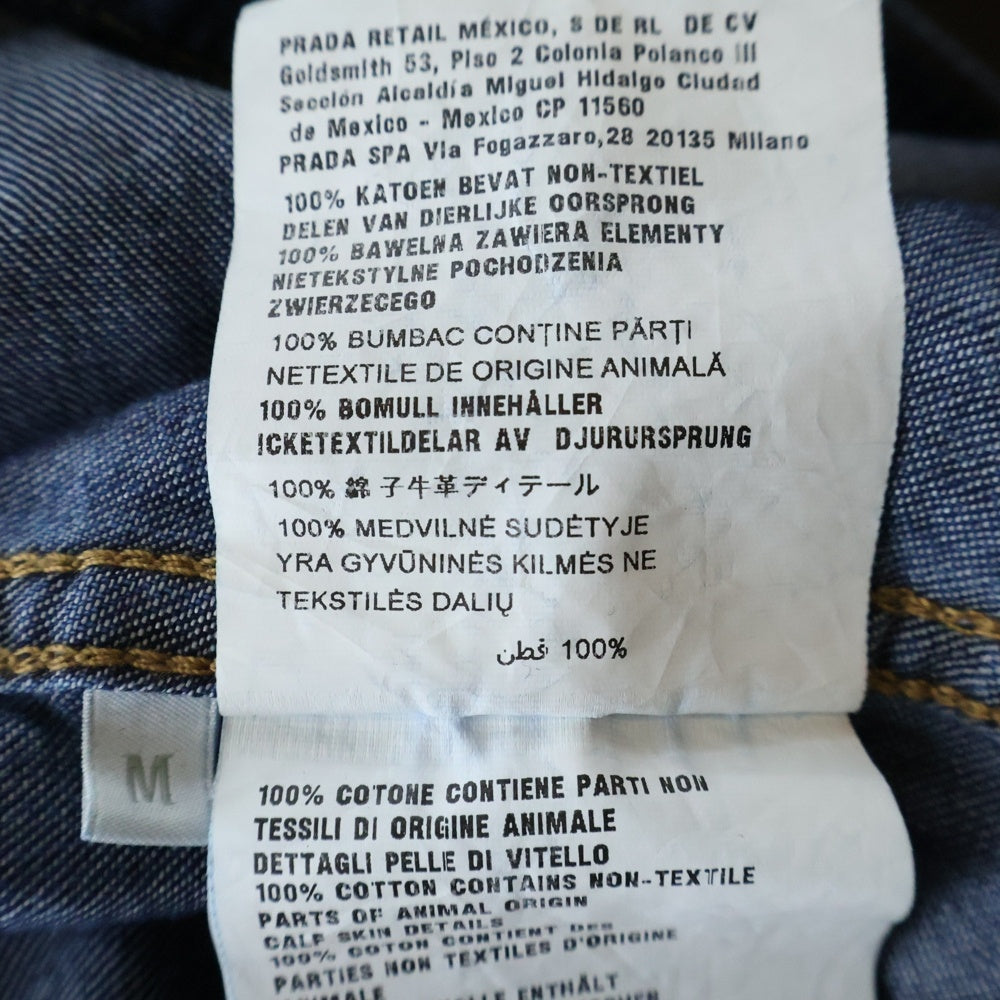 PRADA RETAIL MÉXICO, S DE RL DE CV
Goldsmith 53, Piso 2 Colonia Polanco III
Sección Alcaldía Miguel Hidalgo Ciudad
de Mexico - Mexico CP 11560
PRADA SPA Via Fogazzaro,28 20135 Milano
100% KATOEN BEVAT NON-TEXTIEL
DELEN VAN DIERLIJKE OORSPRONG
100% BAWELNA ZAWIERA ELEMENTY
NIETEKSTYLNE POCHODZENIA
ZWIERZECEGO
100% BUMBAC CONȚINE PĂRȚI
NETEXTILE DE ORIGINE ANIMALĂ
100% BOMULL INNEHÅLLER
ICKETEXTILDELAR AV DJURURSPRUNG
100% 綿 子牛革ディテール
100% MEDVILNĖ SUDĖTYJE
YRA GYVŪNINĖS KILMĖS NE
TEKSTILĖS DALIŲ
100% قطن
M
100% COTONE CONTIENE PARTI NON
TESSILI DI ORIGINE ANIMALE
DETTAGLI PELLE DI VITELLO
100% COTTON CONTAINS NON-TEXTILE
PARTS OF ANIMAL ORIGIN
CALF SKIN DETAILS
100% COTON CONTIENT DES
PARTIES NON TEXTILES D'ORIGINE
ENTHÄLT